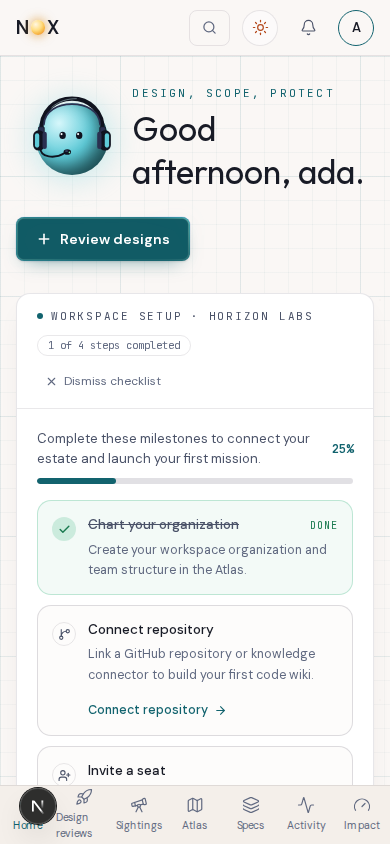 NOX
A
DESIGN, SCOPE, PROTECT
Good
afternoon, ada.
Review designs
WORKSPACE SETUP · HORIZON LABS
1 of 4 steps completed
Dismiss checklist
Complete these milestones to connect your
estate and launch your first mission.
25%
Chart your organization
DONE
Create your workspace organization and
team structure in the Atlas.
Connect repository
Link a GitHub repository or knowledge
connector to build your first code wiki.
Connect repository →
Invite a seat
N
Home
Design
reviews
Sightings
Atlas
Specs
Activity
Impact